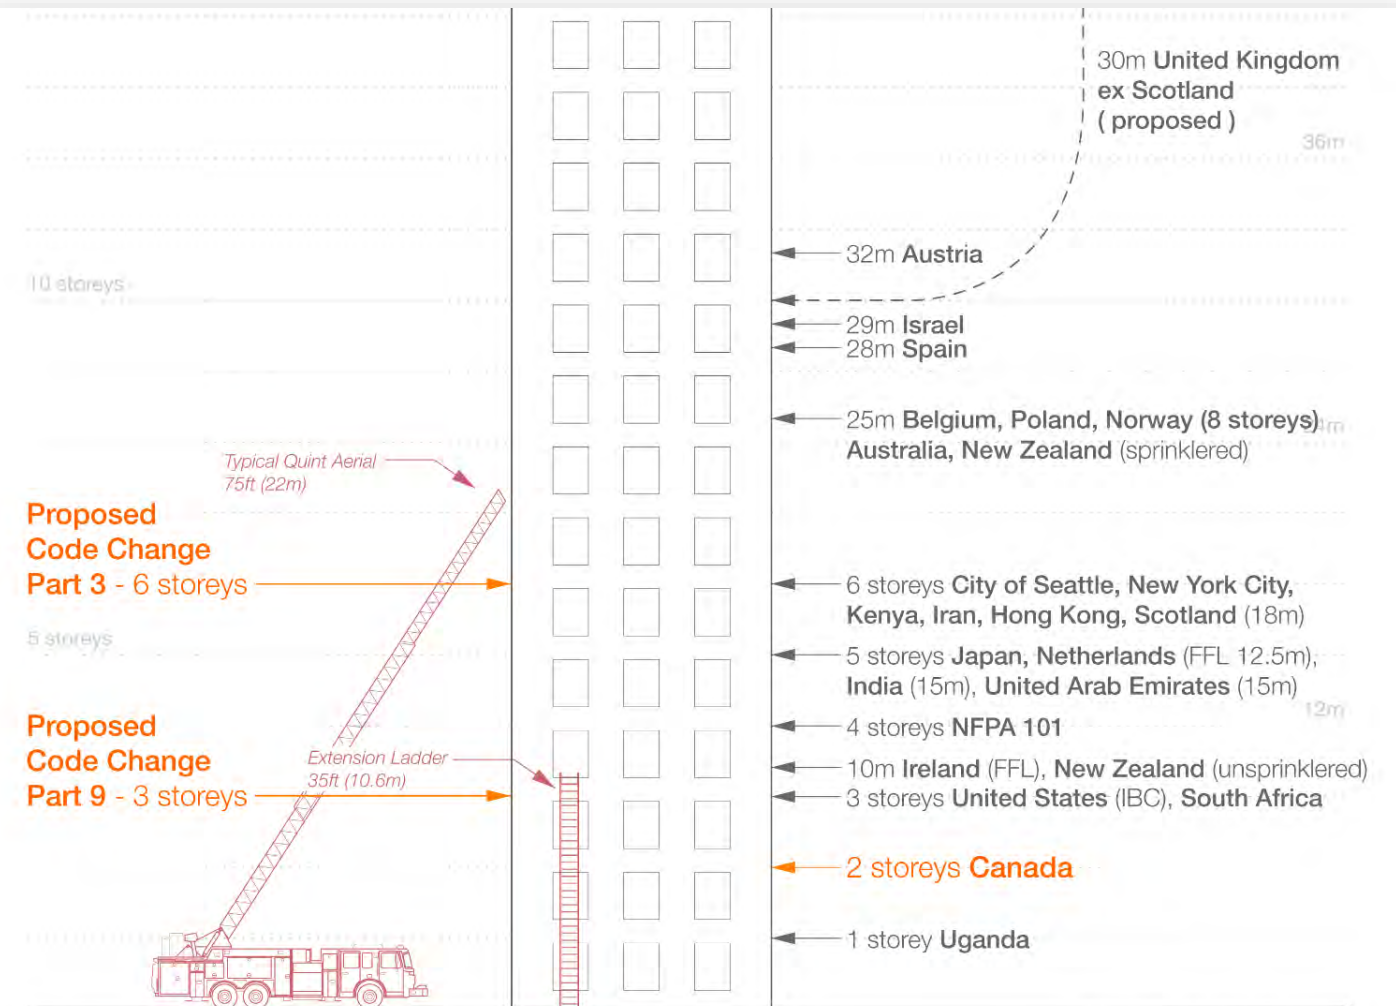 30m United Kingdom
ex Scotland
( proposed )
36m
32m Austria
10 storeys
29m Israel
28m Spain
25m Belgium, Poland, Norway (8 storeys)
24m
Australia, New Zealand (sprinklered)
Typical Quint Aerial
75ft (22m)
Proposed
Code Change
Part 3 - 6 storeys
6 storeys City of Seattle, New York City,
Kenya, Iran, Hong Kong, Scotland (18m)
5 storeys
5 storeys Japan, Netherlands (FFL 12.5m),
India (15m), United Arab Emirates (15m)
12m
Proposed
Code Change
Part 9 - 3 storeys
4 storeys NFPA 101
Extension Ladder
35ft (10.6m)
10m Ireland (FFL), New Zealand (unsprinklered)
3 storeys United States (IBC), South Africa
2 storeys Canada
1 storey Uganda